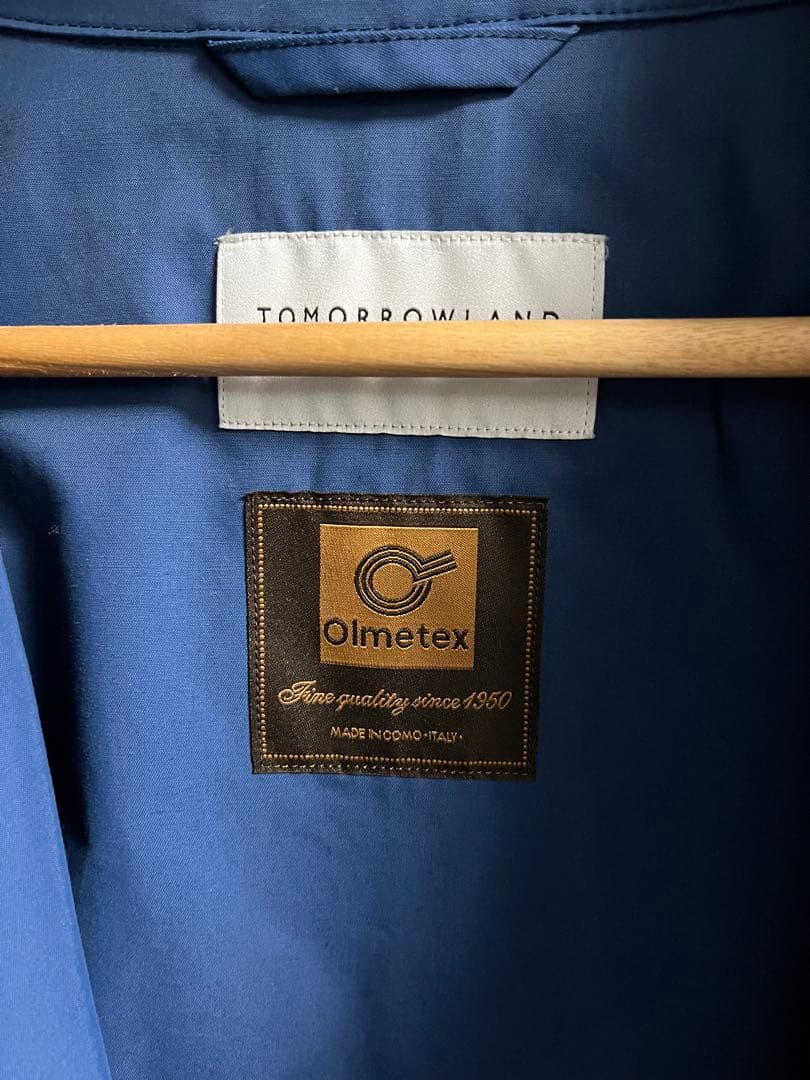 TOMORROWLAND
Olmetex
Fine quality since 1950
MADE IN COMO·ITALY·